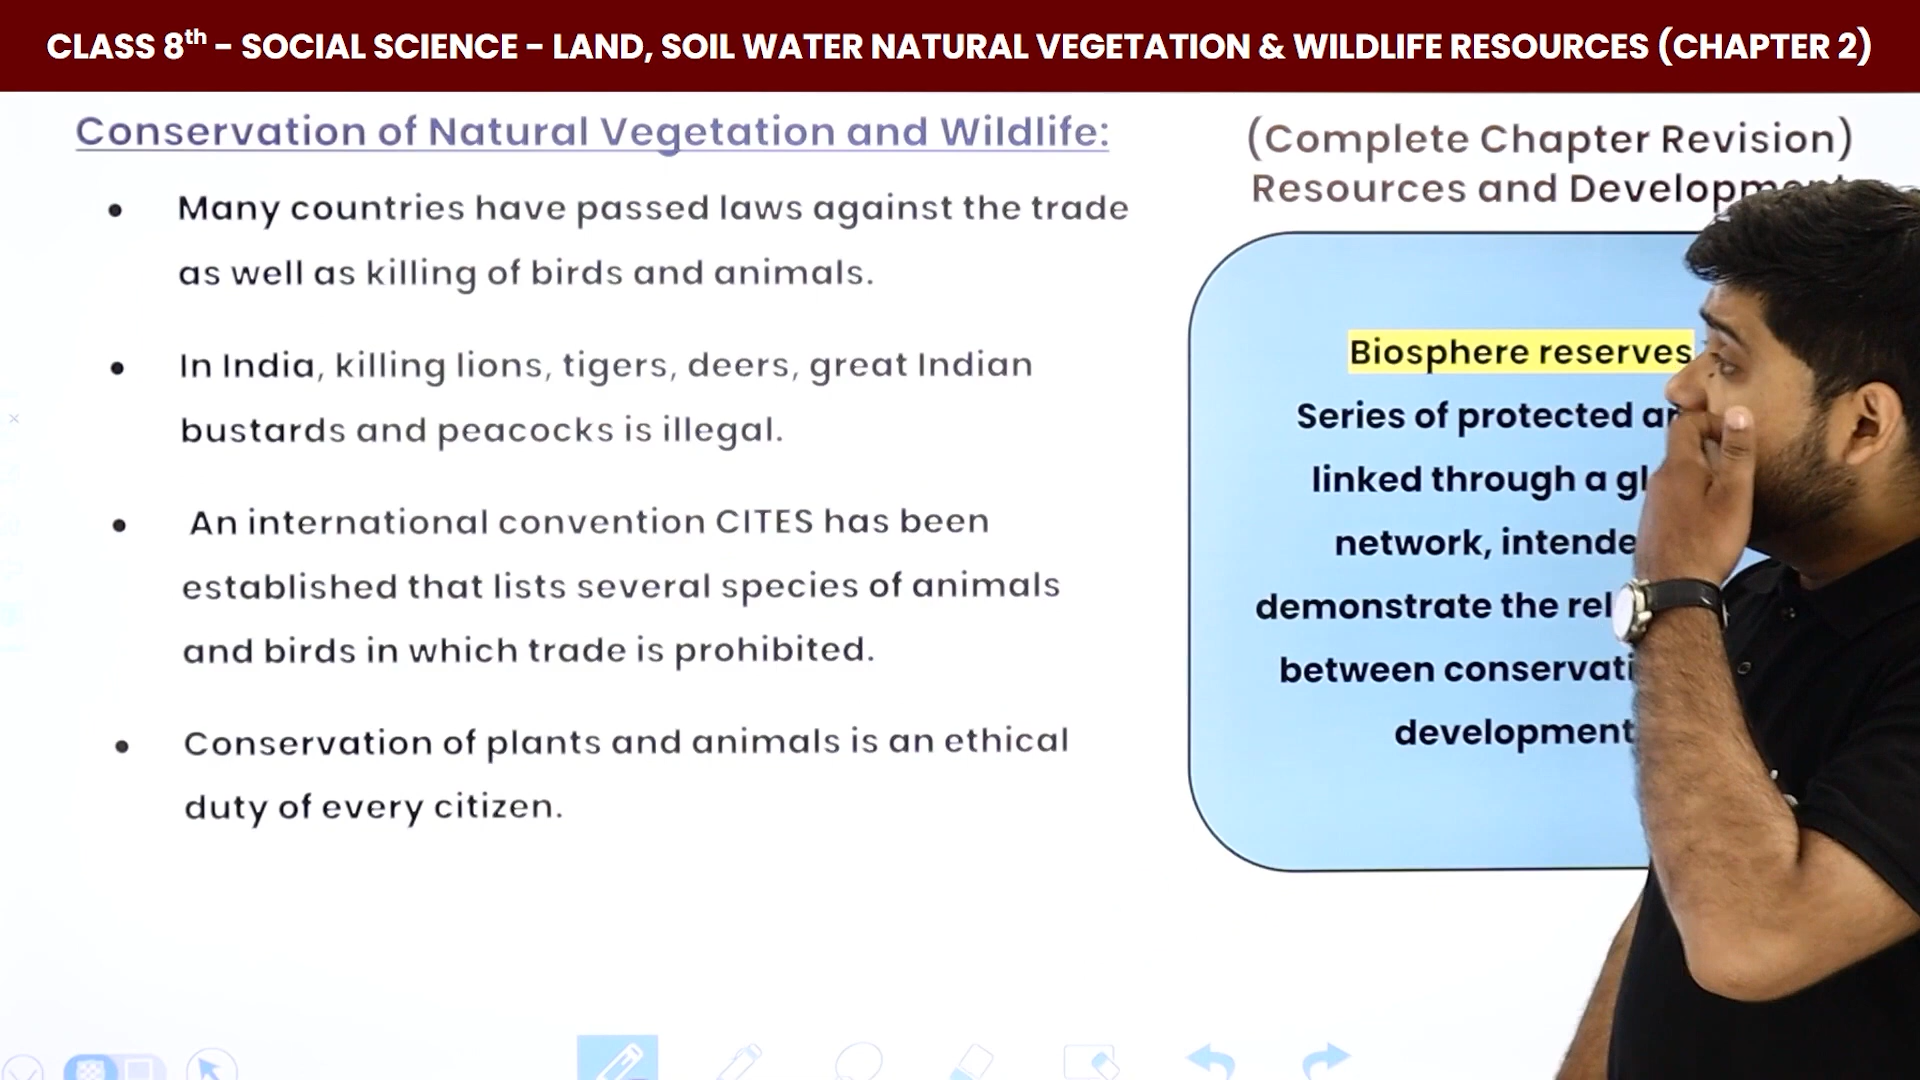 CLASS 8th – SOCIAL SCIENCE – LAND, SOIL WATER NATURAL VEGETATION & WILDLIFE RESOURCES (CHAPTER 2)
Conservation of Natural Vegetation and Wildlife:
• Many countries have passed laws against the trade
as well as killing of birds and animals.
• In India, killing lions, tigers, deers, great Indian
bustards and peacocks is illegal.
• An international convention CITES has been
established that lists several species of animals
and birds in which trade is prohibited.
• Conservation of plants and animals is an ethical
duty of every citizen.
(Complete Chapter Revision)
Resources and
Biosphere reserves
Series of protected
linked through a
network,
demonstrate the
between
development